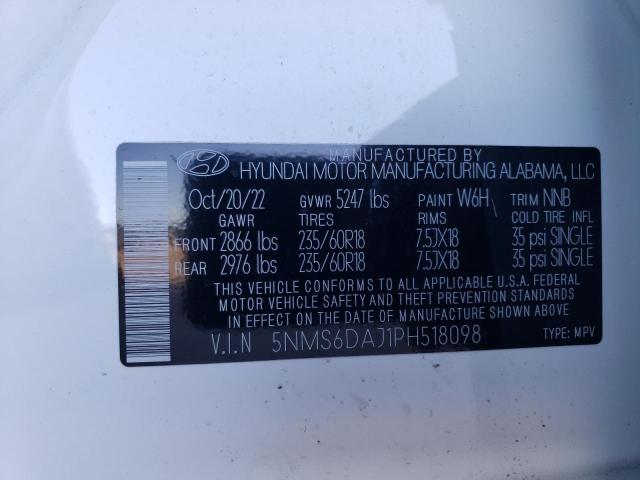 MANUFACTURED BY
HYUNDAI MOTOR MANUFACTURING ALABAMA, LLC
Oct/20/22 GVWR 5247 lbs PAINT W6H TRIM NNB
GAWR TIRES RIMS COLD TIRE INFL
FRONT 2866 lbs 235/60R18 7.5JX18 35 psi SINGLE
REAR 2976 lbs 235/60R18 7.5JX18 35 psi SINGLE
THIS VEHICLE CONFORMS TO ALL APPLICABLE U.S.A. FEDERAL
MOTOR VEHICLE SAFETY AND THEFT PREVENTION STANDARDS
IN EFFECT ON THE DATE OF MANUFACTURE SHOWN ABOVE.
V.I.N 5NMS6DAJ1PH518098 TYPE: MPV